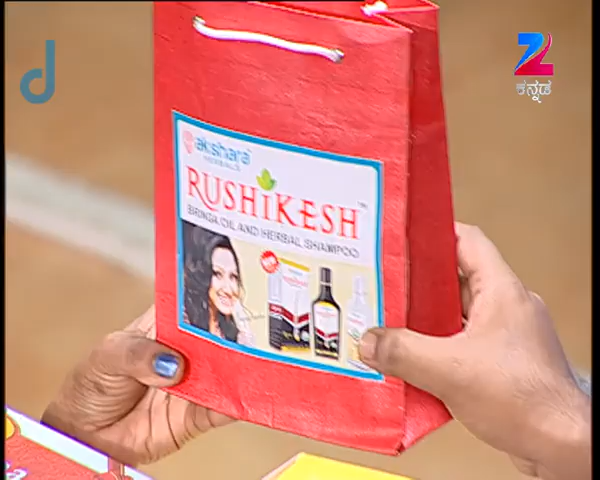 d
Z
ಕನ್ನಡ
akshara
HERBALS
RUSHIKESH
BRINGA OIL AND HERBAL SHAMPOO